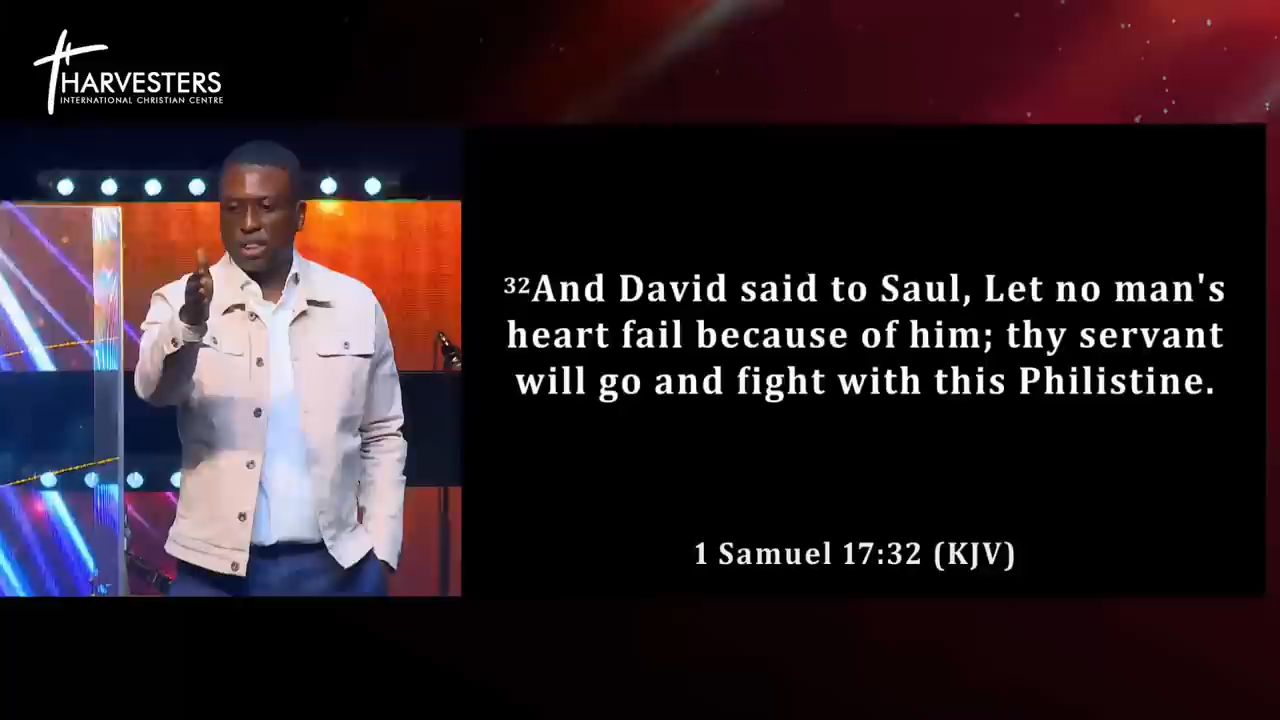 HARVESTERS
INTERNATIONAL CHRISTIAN CENTRE
³²And David said to Saul, Let no man's
heart fail because of him; thy servant
will go and fight with this Philistine.
1 Samuel 17:32 (KJV)